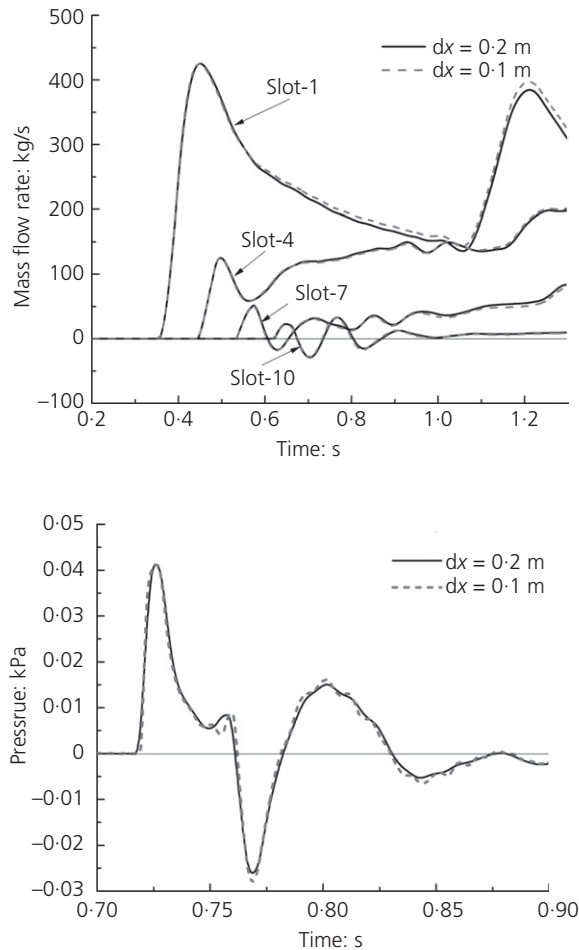 500
dx = 0·2 m
dx = 0·1 m
400
Slot-1
300
200
Slot-4
100
Slot-7
0
Slot-10
–100
0·2 0·4 0·6 0·8 1·0 1·2
Time: s
Mass flow rate: kg/s
0·05
dx = 0·2 m
0·04
dx = 0·1 m
0·03
0·02
0·01
0
–0·01
–0·02
–0·03
0·70 0·75 0·80 0·85 0·90
Time: s
Pressrue: kPa